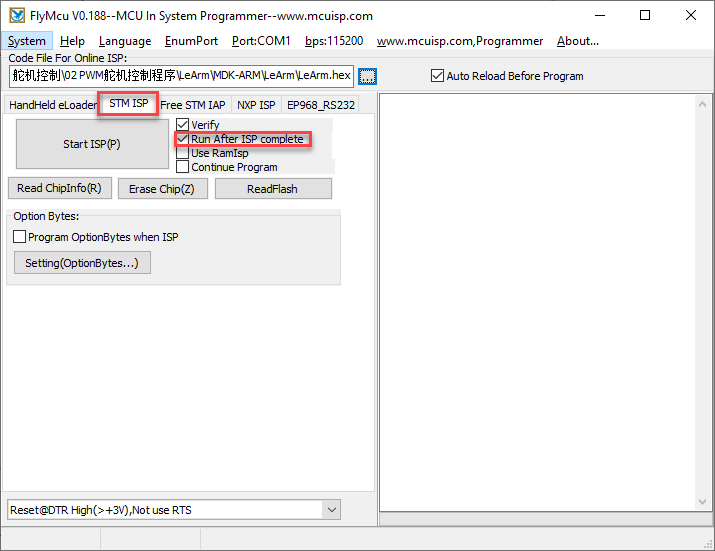 FlyMcu V0.188--MCU In System Programmer--www.mcuisp.com
System Help Language EnumPort Port:COM1 bps:115200 www.mcuisp.com,Programmer About...
Code File For Online ISP:
舵机控制\02 PWM舵机控制程序\LeArm\MDK-ARM\LeArm\LeArm.hex ... Auto Reload Before Program
HandHeld eLoader STM ISP Free STM IAP NXP ISP EP968_RS232
Start ISP(P)
Verify
Run After ISP complete
Use RamIsp
Continue Program
Read ChipInfo(R) Erase Chip(Z) ReadFlash
Option Bytes:
Program OptionBytes when ISP
Setting(OptionBytes...)
Reset@DTR High(>+3V),Not use RTS